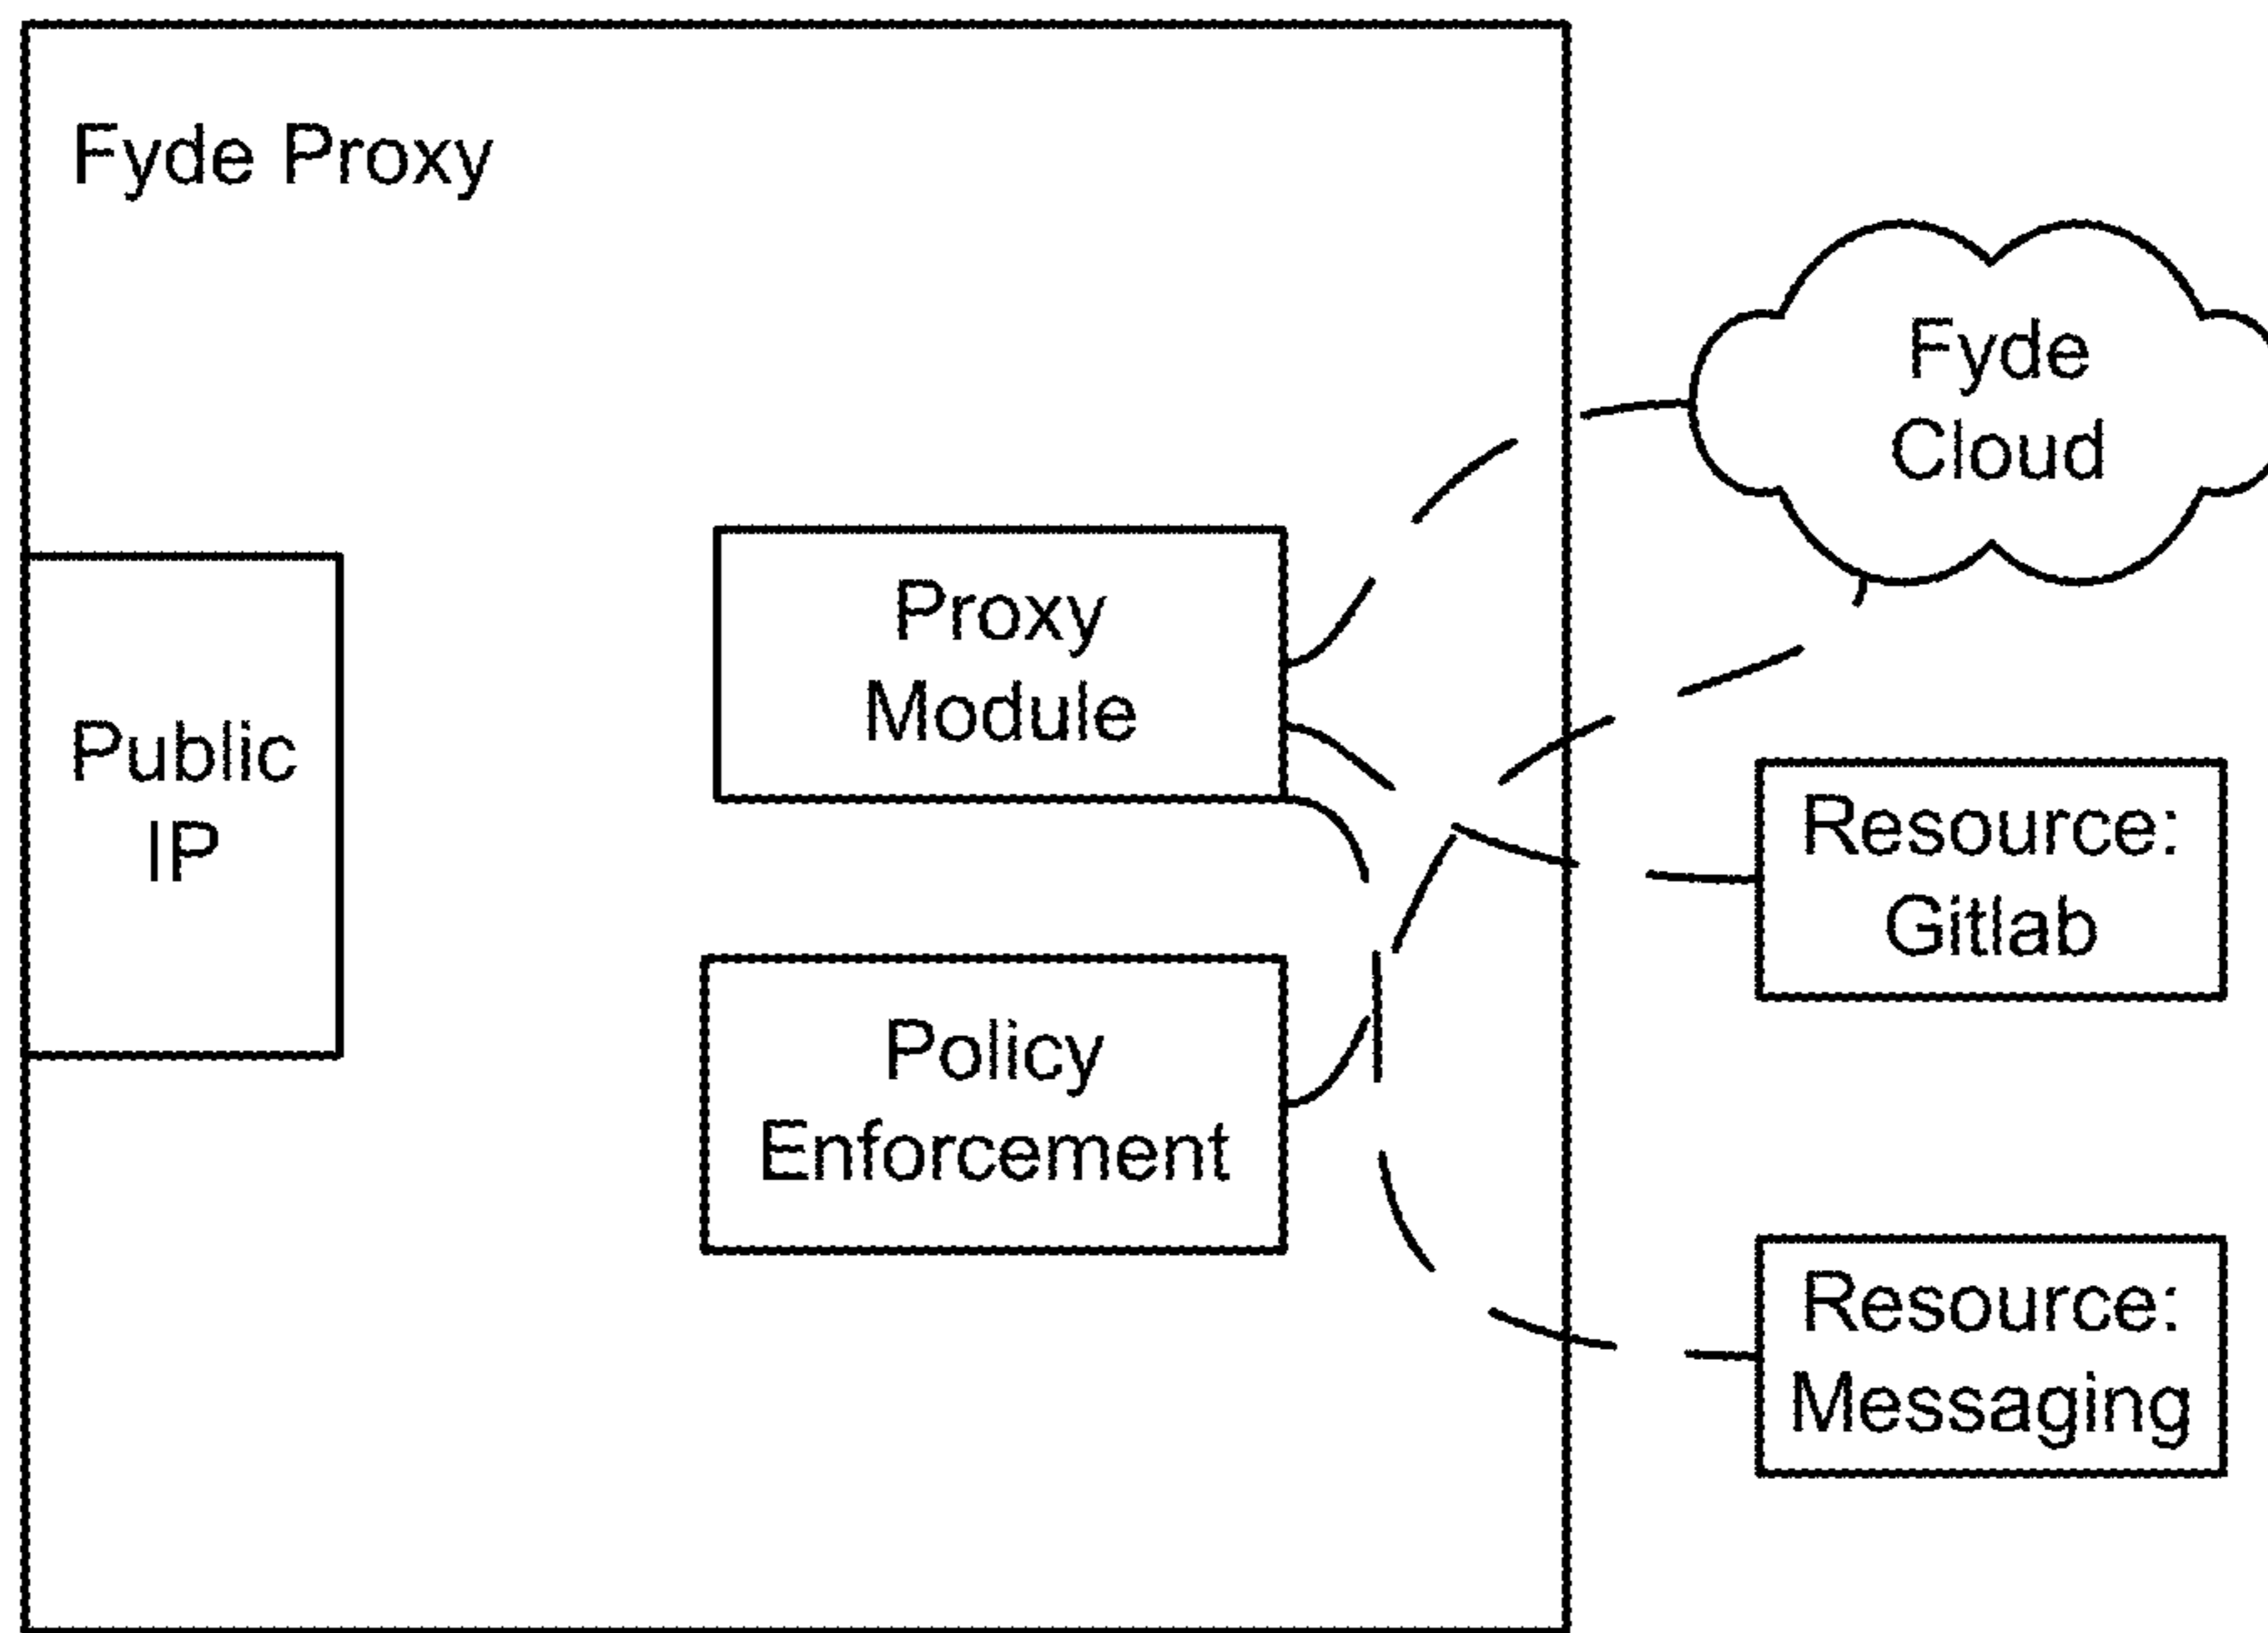 Fyde Proxy
Fyde
Cloud
Proxy
Module
Public
IP
Resource:
Gitlab
Policy
Enforcement
Resource:
Messaging